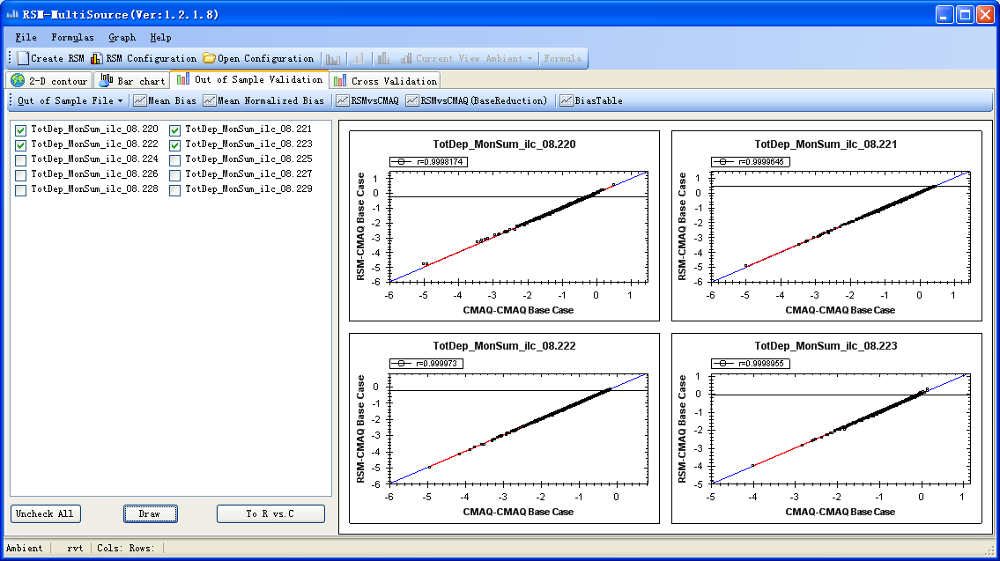 RSM-MultiSource(Ver:1.2.1.8)
File Formulas Graph Help
Create RSM RSM Configuration Open Configuration Current View Ambient Formula
2-D contour Bar chart Out of Sample Validation Cross Validation
Out of Sample File Mean Bias Mean Normalized Bias RSMvsCMAQ RSMvsCMAQ(BaseReduction) BiasTable
TotDep_MonSum_ilc_08.220 TotDep_MonSum_ilc_08.221
TotDep_MonSum_ilc_08.222 TotDep_MonSum_ilc_08.223
TotDep_MonSum_ilc_08.224 TotDep_MonSum_ilc_08.225
TotDep_MonSum_ilc_08.226 TotDep_MonSum_ilc_08.227
TotDep_MonSum_ilc_08.228 TotDep_MonSum_ilc_08.229
Uncheck All Draw To R vs.C
TotDep_MonSum_ilc_08.220
r=0.9998174
RSM-CMAQ Base Case
1
0
-1
-2
-3
-4
-5
-6
-6 -5 -4 -3 -2 -1 0 1
CMAQ-CMAQ Base Case
TotDep_MonSum_ilc_08.221
r=0.9999645
RSM-CMAQ Base Case
1
0
-1
-2
-3
-4
-5
-6
-6 -5 -4 -3 -2 -1 0 1
CMAQ-CMAQ Base Case
TotDep_MonSum_ilc_08.222
r=0.999973
RSM-CMAQ Base Case
0
-1
-2
-3
-4
-5
-6
-6 -5 -4 -3 -2 -1 0
CMAQ-CMAQ Base Case
TotDep_MonSum_ilc_08.223
r=0.9998955
RSM-CMAQ Base Case
1
0
-1
-2
-3
-4
-5
-5 -4 -3 -2 -1 0 1
CMAQ-CMAQ Base Case
Ambient rvt Cols: Rows: